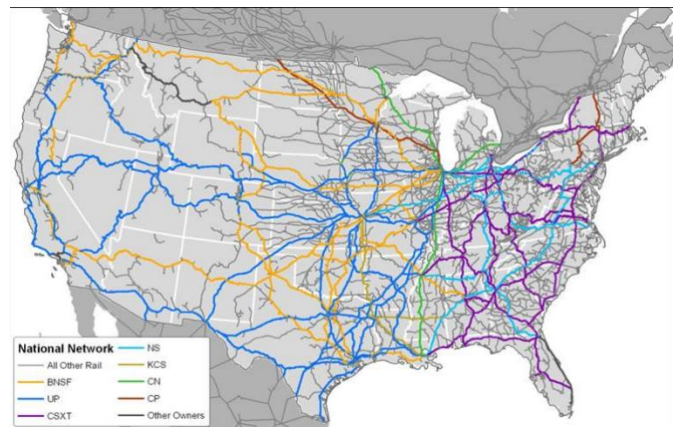 National Network
All Other Rail
BNSF
UP
CSXT
NS
KCS
CN
CP
Other Owners